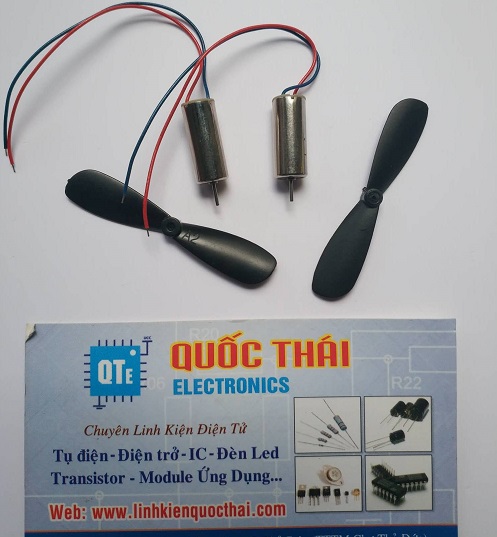 A2
R20
QTE
06
QUỐC THÁI
ELECTRONICS
R22
Chuyên Linh Kiện Điện Tử
Tụ điện - Điện trở - IC - Đèn Led
Transistor - Module Ứng Dụng...
Web: www.linhkienquocthai.com